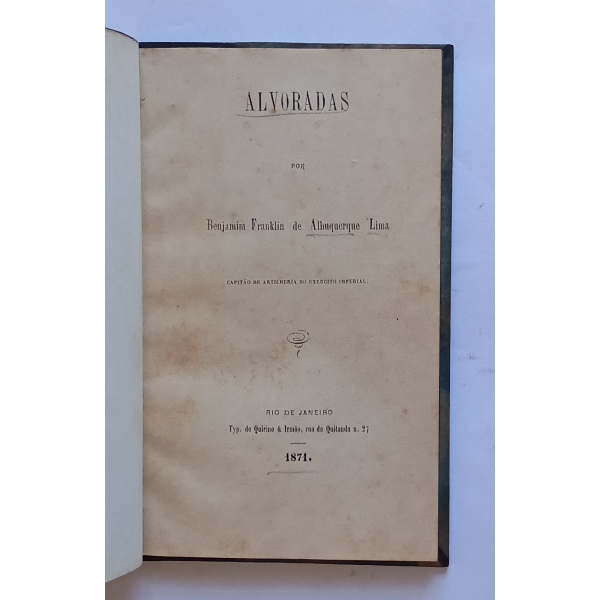 ALVORADAS
POR
Benjamim Franklin de Albuquerque Lima
CAPITÃO DE ARTILHERIA DO EXERCITO IMPERIAL.
RIO DE JANEIRO
Typ. de Quirino & Irmão, rua da Quitanda n. 27
1871.